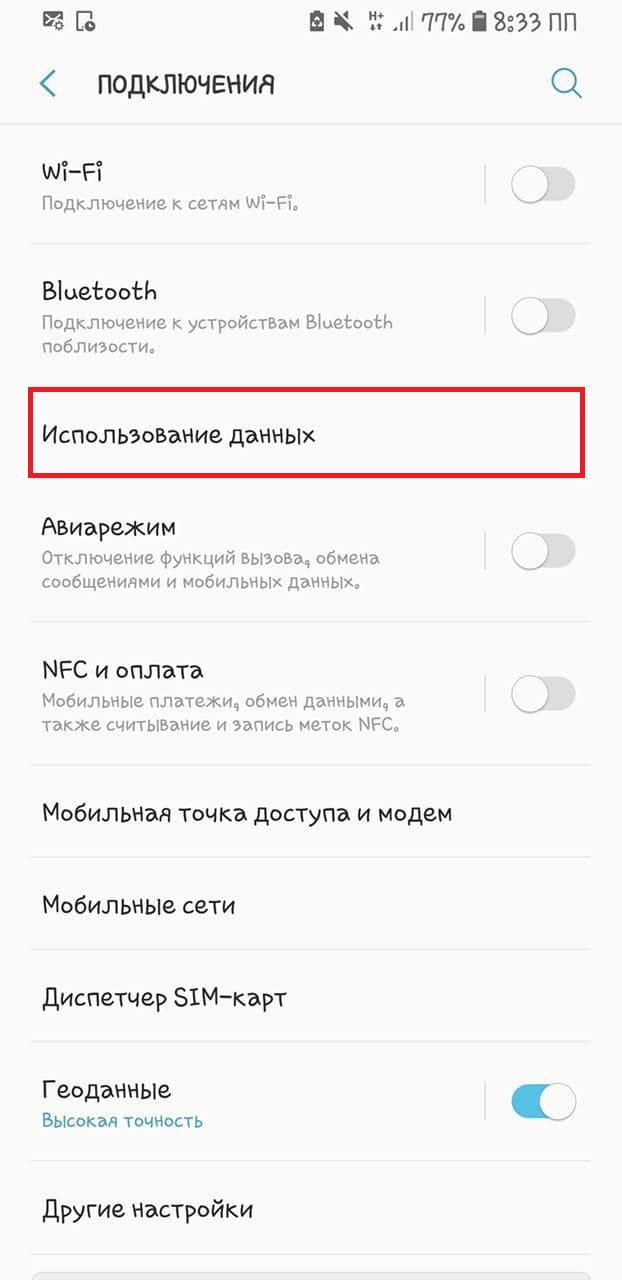 H+ 77% 8:33 ПП
ПОДКЛЮЧЕНИЯ
Wi-Fi
Подключение к сетям Wi-Fi.
Bluetooth
Подключение к устройствам Bluetooth
поблизости.
Использование данных
Авиарежим
Отключение функций вызова, обмена
сообщениями и мобильных данных.
NFC и оплата
Мобильные платежи, обмен данными, а
также считывание и запись меток NFC.
Мобильная точка доступа и модем
Мобильные сети
Диспетчер SIM-карт
Геоданные
Высокая точность
Другие настройки